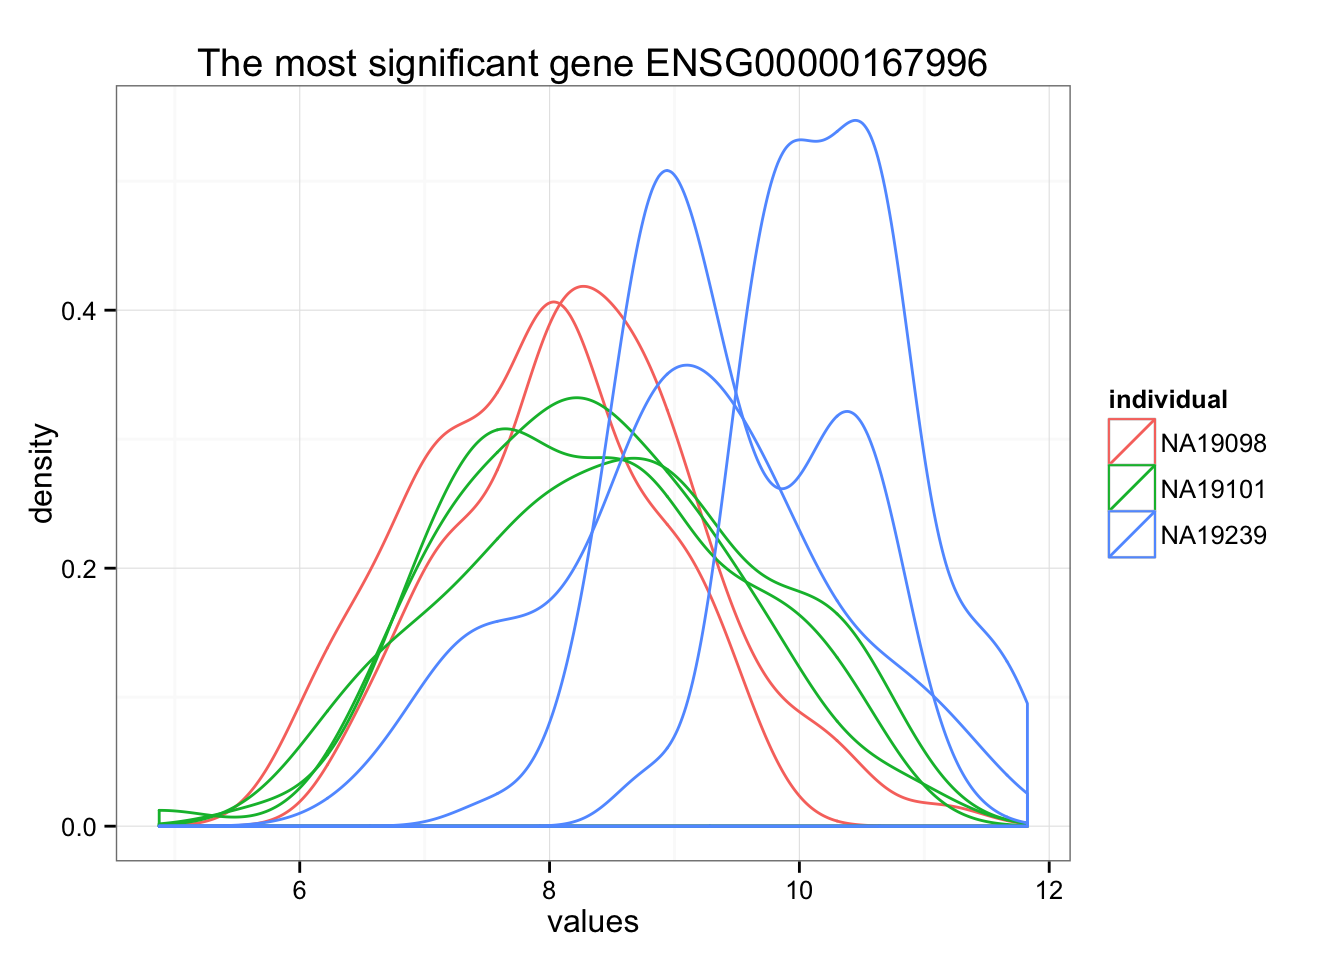 The most significant gene ENSG00000167996
density
0.4
0.2
0.0
6
8
10
12
values
individual
NA19098
NA19101
NA19239